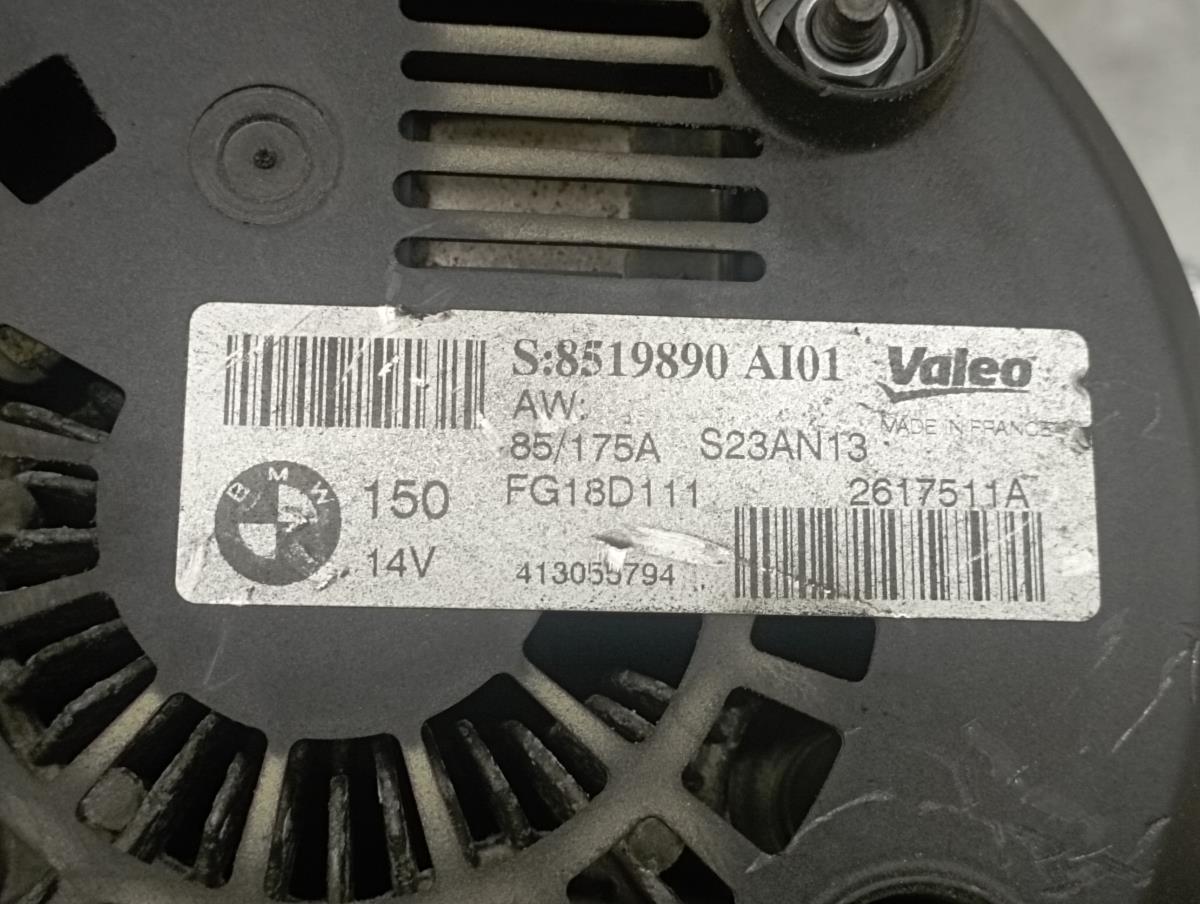 S:8519890 AI01
Valeo
AW:
MADE IN FRANCE
85/175A S23AN13
BMW
150
FG18D111
2617511A
14V
413055794